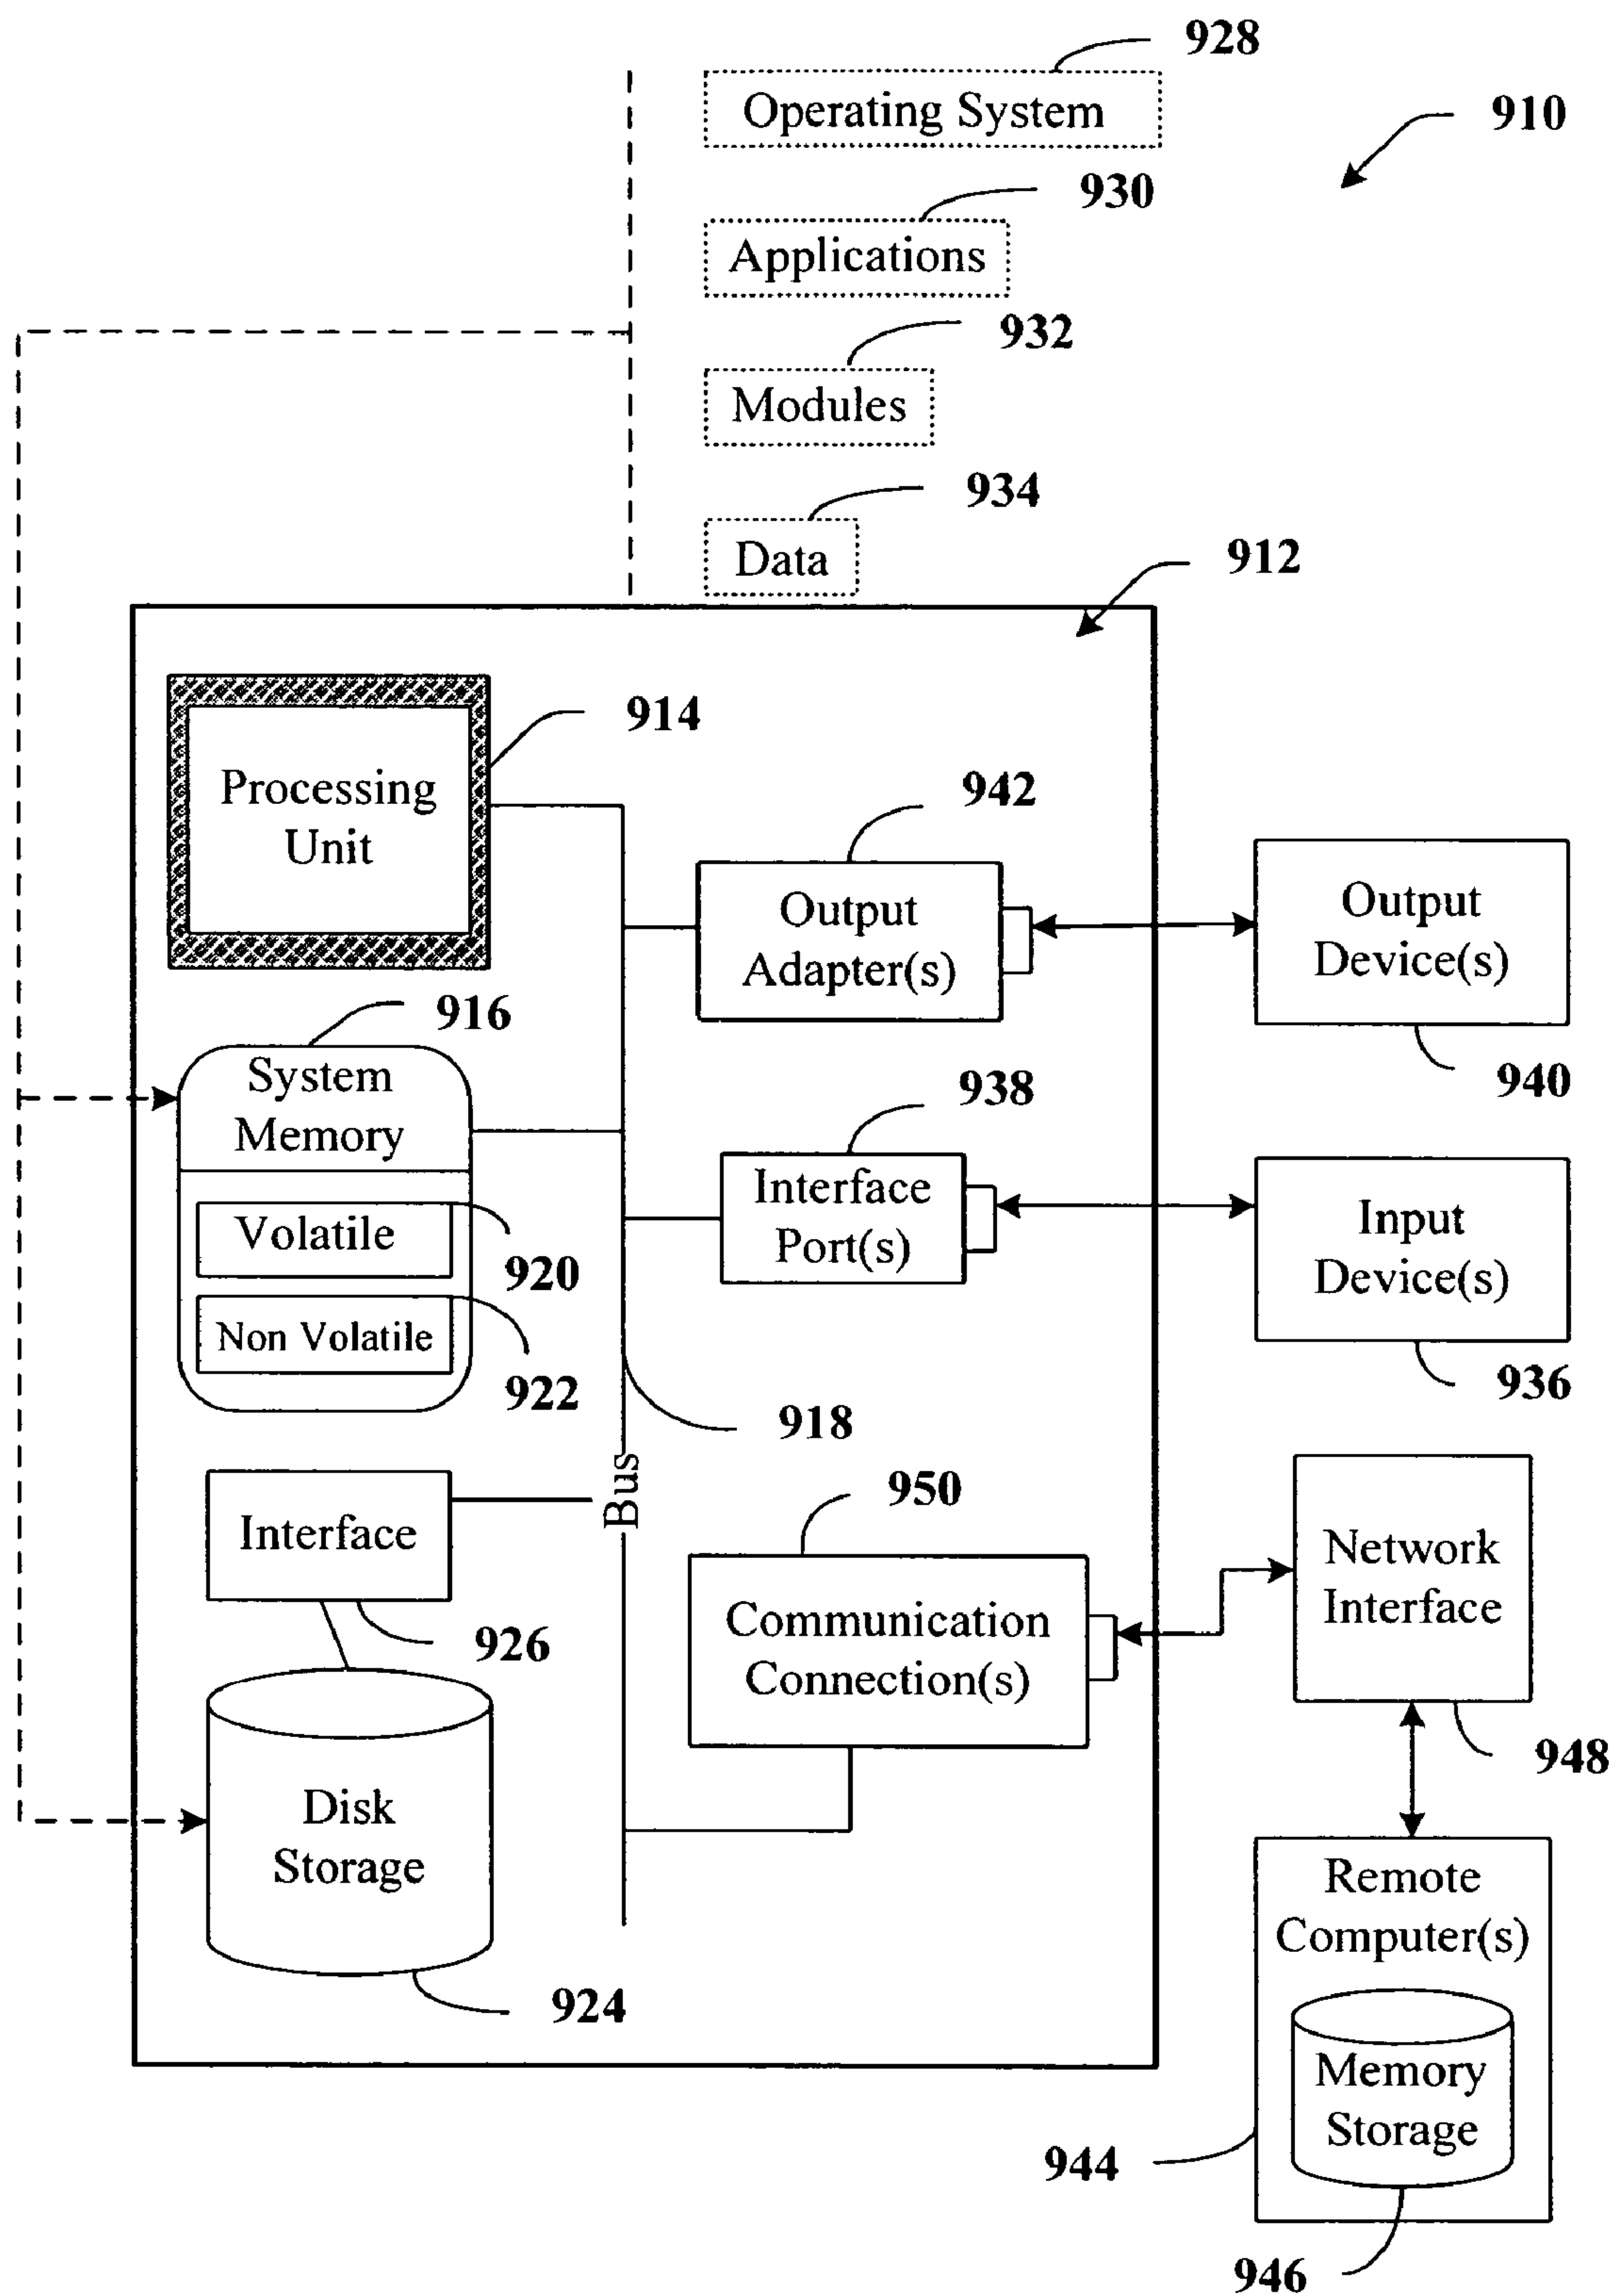 928
Operating System
910
930
Applications
932
Modules
934
Data
912
914
Processing
Unit
942
Output
Adapter(s)
Output
Device(s)
940
916
System
Memory
938
Interface
Port(s)
Input
Device(s)
936
Volatile
920
Non Volatile
922
918
Bus
950
Interface
926
Communication
Connection(s)
Network
Interface
948
Disk
Storage
924
Remote
Computer(s)
Memory
Storage
944
946